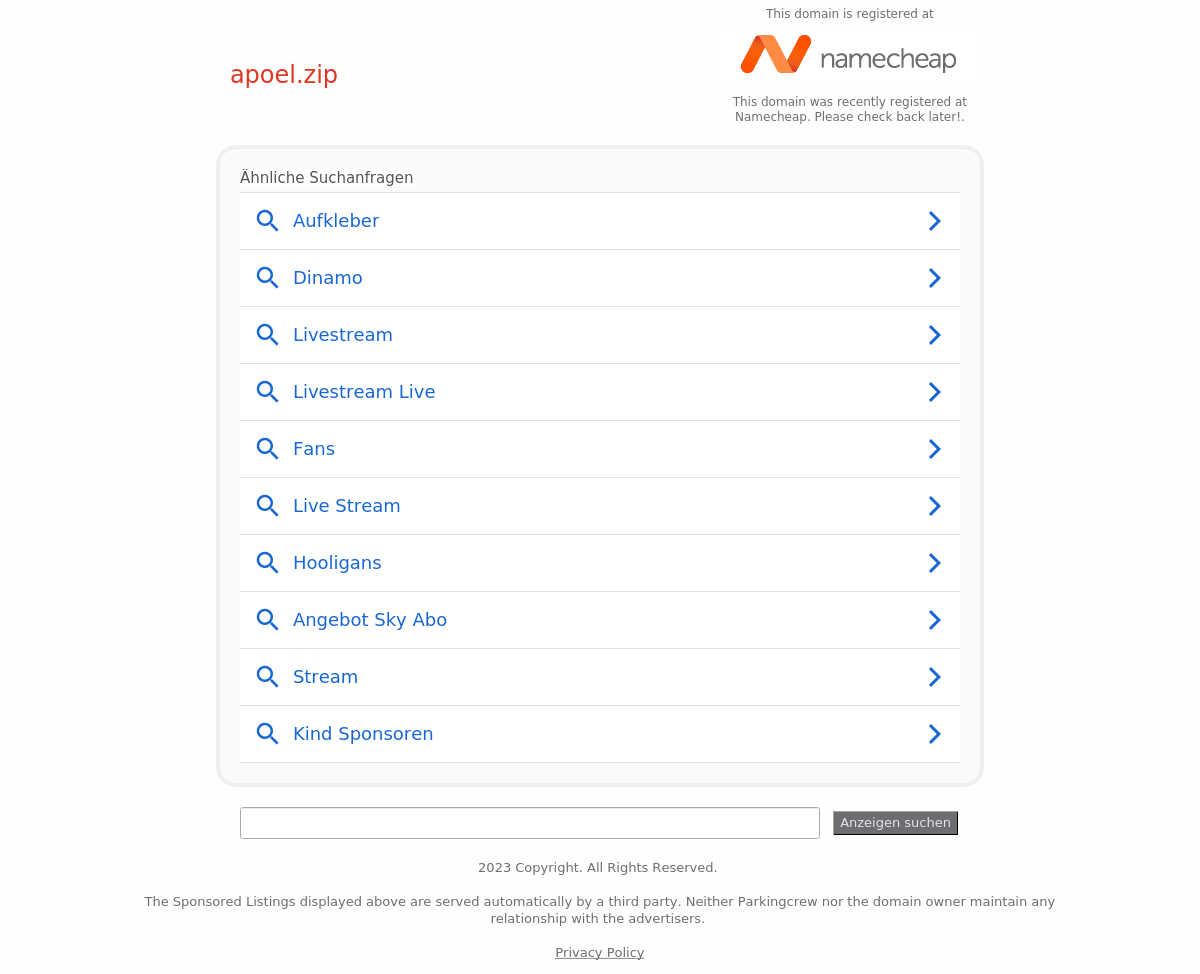 This domain is registered at
namecheap
apoel.zip
This domain was recently registered at
Namecheap. Please check back later!.
Ähnliche Suchanfragen
Aufkleber
Dinamo
Livestream
Livestream Live
Fans
Live Stream
Hooligans
Angebot Sky Abo
Stream
Kind Sponsoren
Anzeigen suchen
2023 Copyright. All Rights Reserved.
The Sponsored Listings displayed above are served automatically by a third party. Neither Parkingcrew nor the domain owner maintain any
relationship with the advertisers.
Privacy Policy